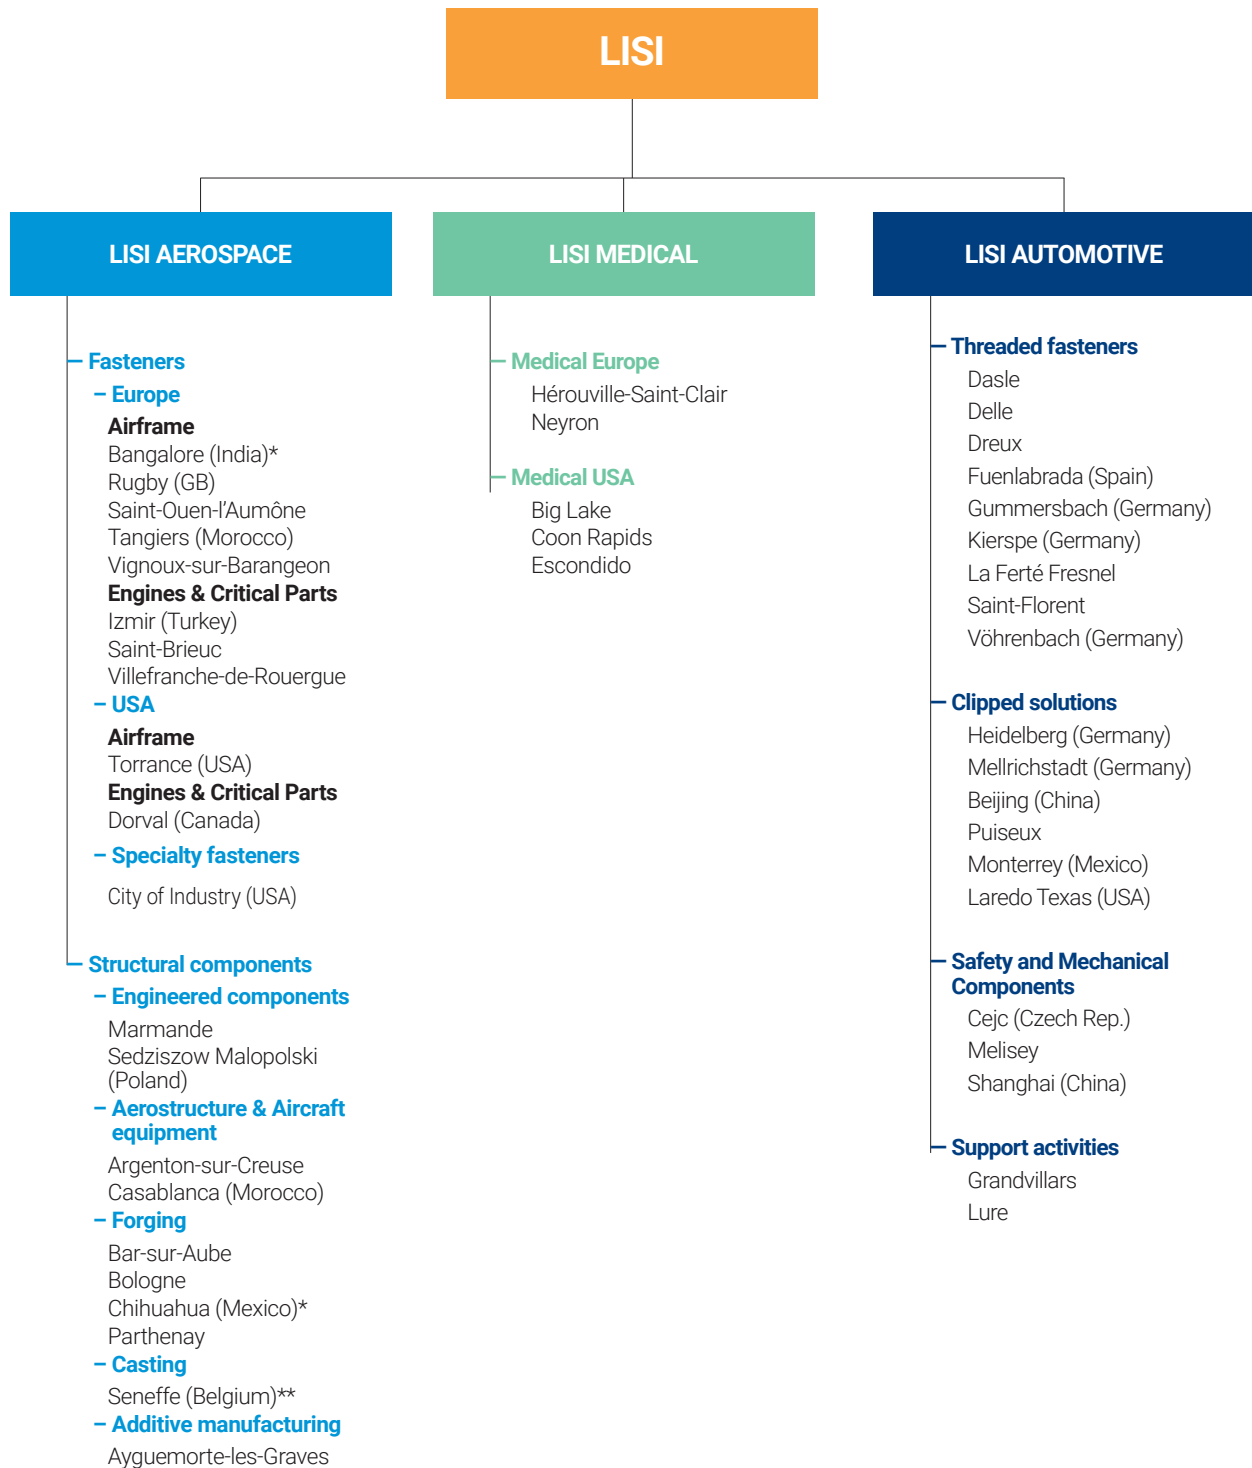 LISI
LISI AEROSPACE
– Fasteners
– Europe
Airframe
Bangalore (India)*
Rugby (GB)
Saint-Ouen-l’Aumône
Tangiers (Morocco)
Vignoux-sur-Barangeon
Engines & Critical Parts
Izmir (Turkey)
Saint-Brieuc
Villefranche-de-Rouergue
– USA
Airframe
Torrance (USA)
Engines & Critical Parts
Dorval (Canada)
– Specialty fasteners
City of Industry (USA)
– Structural components
– Engineered components
Marmande
Sedziszow Malopolski
(Poland)
– Aerostructure & Aircraft
equipment
Argenton-sur-Creuse
Casablanca (Morocco)
– Forging
Bar-sur-Aube
Bologne
Chihuahua (Mexico)*
Parthenay
– Casting
Seneffe (Belgium)**
– Additive manufacturing
Ayguemorte-les-Graves
LISI MEDICAL
– Medical Europe
Hérouville-Saint-Clair
Neyron
– Medical USA
Big Lake
Coon Rapids
Escondido
LISI AUTOMOTIVE
– Threaded fasteners
Dasle
Delle
Dreux
Fuenlabrada (Spain)
Gummersbach (Germany)
Kierspe (Germany)
La Ferté Fresnel
Saint-Florent
Vöhrenbach (Germany)
– Clipped solutions
Heidelberg (Germany)
Mellrichstadt (Germany)
Beijing (China)
Puiseux
Monterrey (Mexico)
Laredo Texas (USA)
– Safety and Mechanical
Components
Cejc (Czech Rep.)
Melisey
Shanghai (China)
– Support activities
Grandvillars
Lure